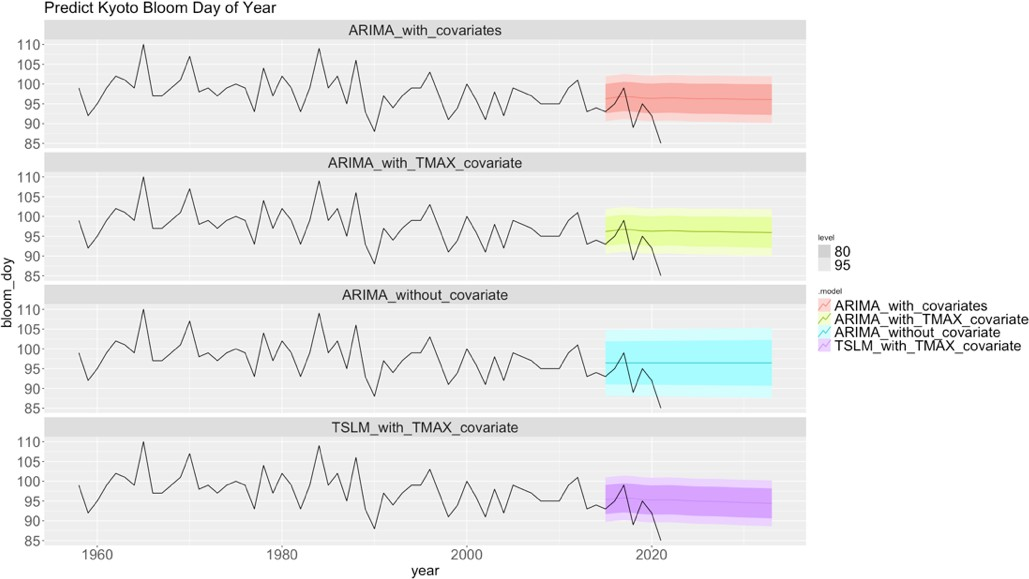 Predict Kyoto Bloom Day of Year
ARIMA_with_covariates
110
105
100
95
90
85
ARIMA_with_TMAX_covariate
110
105
100
95
90
85
ARIMA_without_covariate
110
105
100
95
90
85
TSLM_with_TMAX_covariate
110
105
100
95
90
85
bloom_doy
1960
1980
2000
2020
year
level
80
95
.model
ARIMA_with_covariates
ARIMA_with_TMAX_covariate
ARIMA_without_covariate
TSLM_with_TMAX_covariate